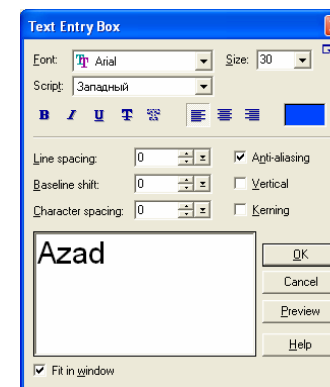 Text Entry Box
Font: Arial Size: 30
Script: Западный
B I U T
Line spacing: 0 Anti-aliasing
Baseline shift: 0 Vertical
Character spacing: 0 Kerning
Azad
OK
Cancel
Preview
Help
Fit in window